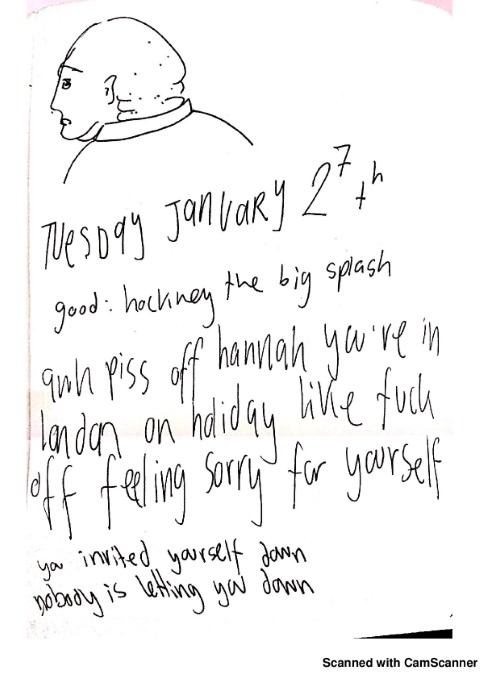 TUESDAY JANUARY 27th
good: hockney the big splash
awh piss off hannah you're in
london on holiday like fuck
off feeling sorry for yourself
you invited yourself down
nobody is letting you down
Scanned with CamScanner